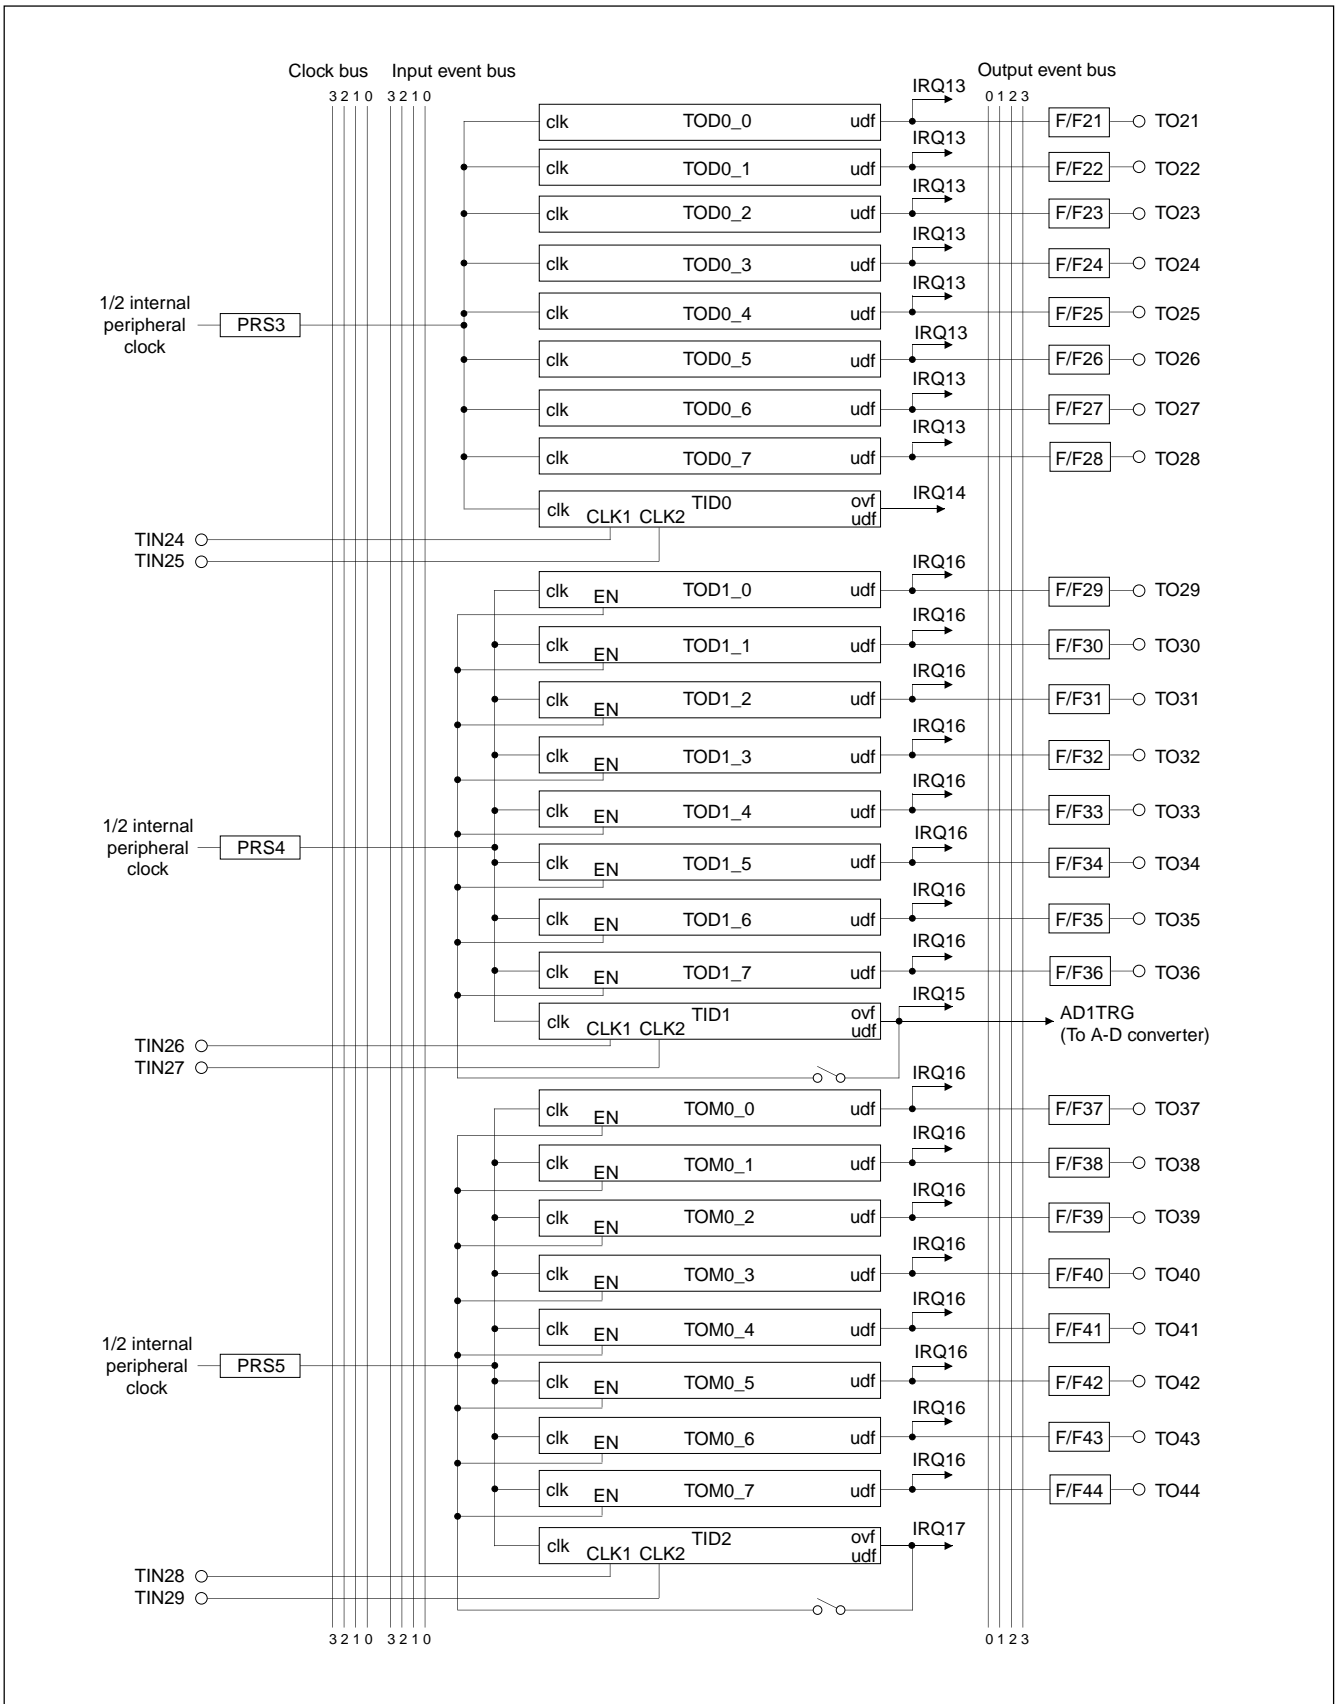 Clock bus Input event bus Output event bus
3 2 1 0 3 2 1 0 0 1 2 3
IRQ13
clk TOD0_0 udf F/F21 TO21
IRQ13
clk TOD0_1 udf F/F22 TO22
IRQ13
clk TOD0_2 udf F/F23 TO23
IRQ13
clk TOD0_3 udf F/F24 TO24
IRQ13
1/2 internal
peripheral
clock
PRS3
clk TOD0_4 udf F/F25 TO25
IRQ13
clk TOD0_5 udf F/F26 TO26
IRQ13
clk TOD0_6 udf F/F27 TO27
IRQ13
clk TOD0_7 udf F/F28 TO28
clk CLK1 CLK2 TID0 ovf
udf
IRQ14
TIN24
TIN25
IRQ16
clk EN TOD1_0 udf F/F29 TO29
IRQ16
clk EN TOD1_1 udf F/F30 TO30
IRQ16
clk EN TOD1_2 udf F/F31 TO31
IRQ16
clk EN TOD1_3 udf F/F32 TO32
IRQ16
clk EN TOD1_4 udf F/F33 TO33
1/2 internal
peripheral
clock
PRS4
IRQ16
clk EN TOD1_5 udf F/F34 TO34
IRQ16
clk EN TOD1_6 udf F/F35 TO35
IRQ16
clk EN TOD1_7 udf F/F36 TO36
IRQ15
clk CLK1 CLK2 TID1 ovf
udf
AD1TRG
(To A-D converter)
TIN26
TIN27
IRQ16
clk EN TOM0_0 udf F/F37 TO37
IRQ16
clk EN TOM0_1 udf F/F38 TO38
IRQ16
clk EN TOM0_2 udf F/F39 TO39
IRQ16
clk EN TOM0_3 udf F/F40 TO40
IRQ16
clk EN TOM0_4 udf F/F41 TO41
1/2 internal
peripheral
clock
PRS5
IRQ16
clk EN TOM0_5 udf F/F42 TO42
IRQ16
clk EN TOM0_6 udf F/F43 TO43
IRQ16
clk EN TOM0_7 udf F/F44 TO44
IRQ17
clk CLK1 CLK2 TID2 ovf
udf
TIN28
TIN29
3 2 1 0 3 2 1 0 0 1 2 3